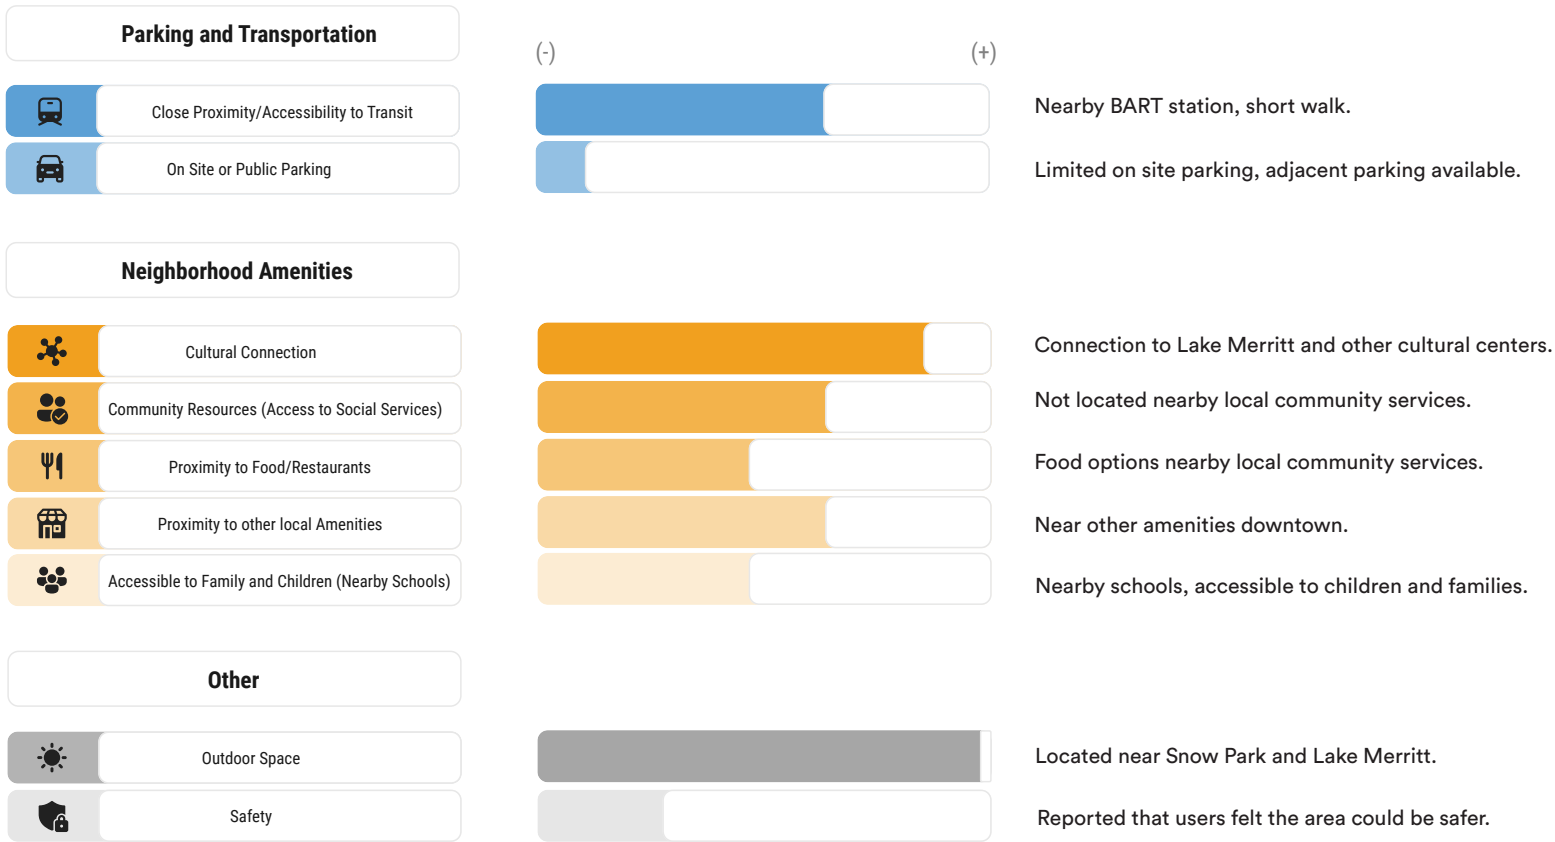 Parking and Transportation
(-)
(+)
Close Proximity/Accessibility to Transit
Nearby BART station, short walk.
On Site or Public Parking
Limited on site parking, adjacent parking available.
Neighborhood Amenities
Cultural Connection
Connection to Lake Merritt and other cultural centers.
Community Resources (Access to Social Services)
Not located nearby local community services.
Proximity to Food/Restaurants
Food options nearby local community services.
Proximity to other local Amenities
Near other amenities downtown.
Accessible to Family and Children (Nearby Schools)
Nearby schools, accessible to children and families.
Other
Outdoor Space
Located near Snow Park and Lake Merritt.
Safety
Reported that users felt the area could be safer.